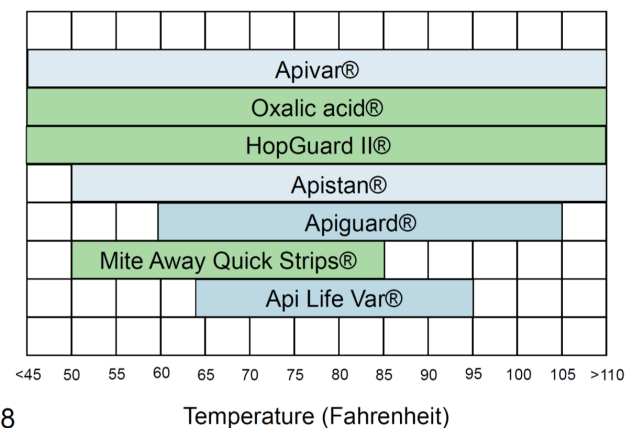 Apivar®
Oxalic acid®
HopGuard II®
Apistan®
Apiguard®
Mite Away Quick Strips®
Api Life Var®
<45 50 55 60 65 70 75 80 85 90 95 100 105 >110
8 Temperature (Fahrenheit)